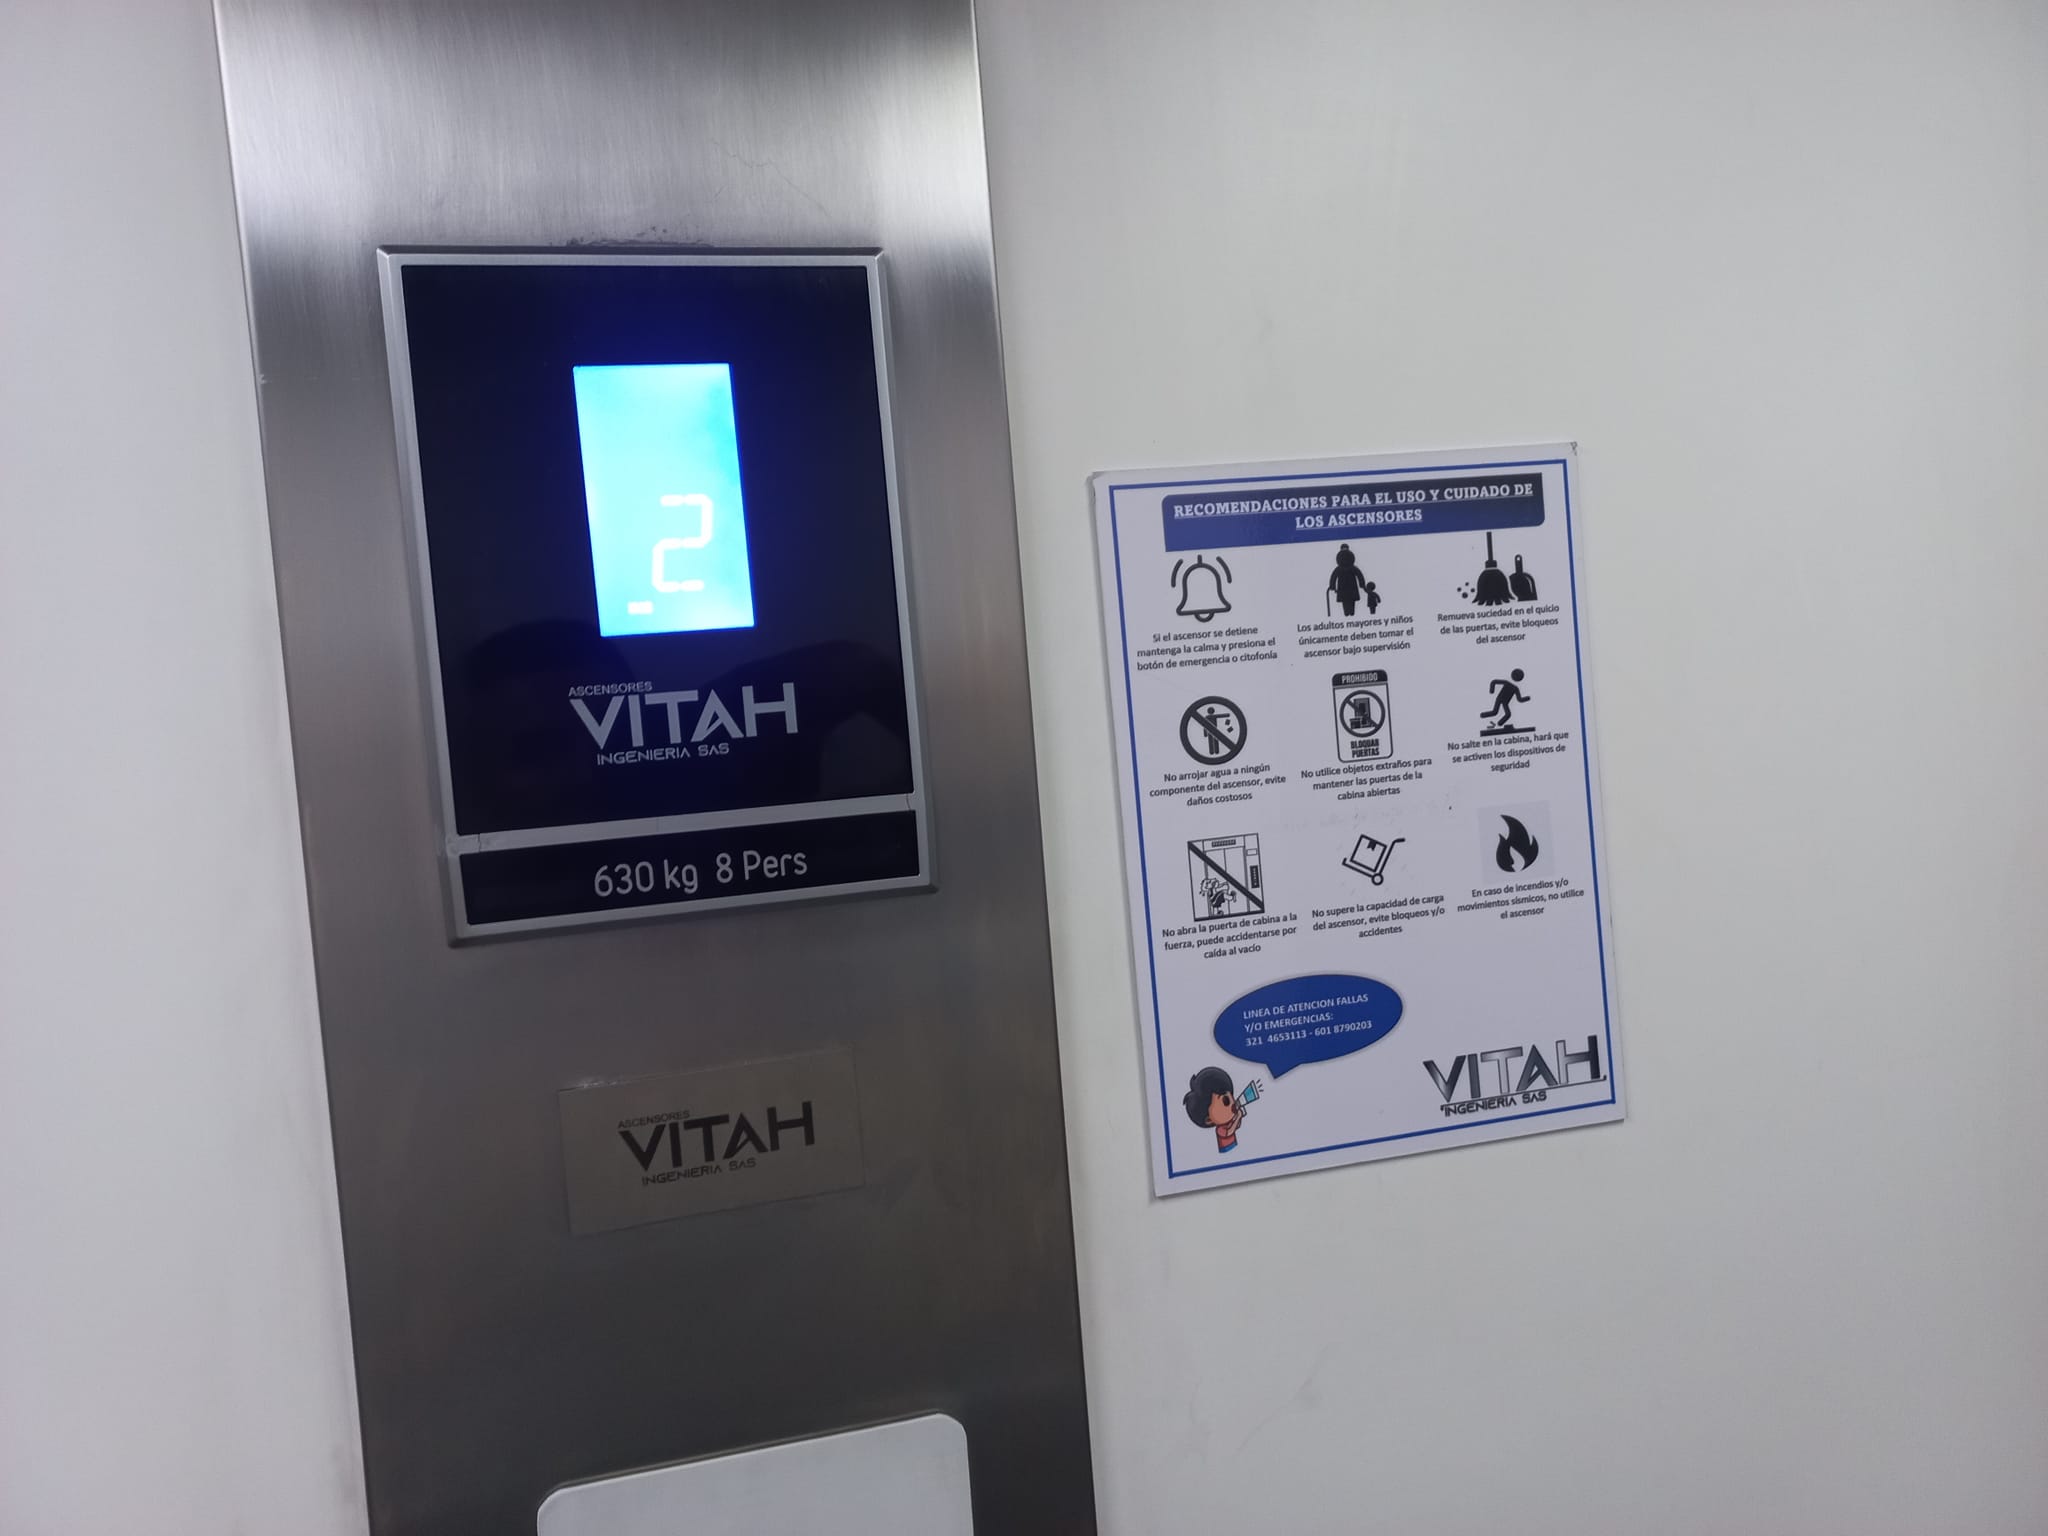 2
ASCENSORES
VITAH
INGENIERIA SAS
630 kg 8 Pers
ASCENSORES
VITAH
INGENIERIA SAS
RECOMENDACIONES PARA EL USO Y CUIDADO DE
LOS ASCENSORES
Si el ascensor se detiene
mantenga la calma y presiona el
botón de emergencia o citofonía
Los adultos mayores y niños
únicamente deben tomar el
ascensor bajo supervisión
Remueva suciedad en el quicio
de las puertas, evite bloqueos
del ascensor
No arrojar agua a ningún
componente del ascensor, evite
daños costosos
PROHIBIDO
BLOQUAR
PUERTAS
No utilice objetos extraños para
mantener las puertas de la
cabina abiertas
No salte en la cabina, hará que
se activen los dispositivos de
seguridad
No abra la puerta de cabina a la
fuerza, puede accidentarse por
caída al vacío
No supere la capacidad de carga
del ascensor, evite bloqueos y/o
accidentes
En caso de incendios y/o
movimientos sísmicos, no utilice
el ascensor
LINEA DE ATENCION FALLAS
Y/O EMERGENCIAS:
321 4653113 - 601 8790203
VITAH
INGENIERIA SAS